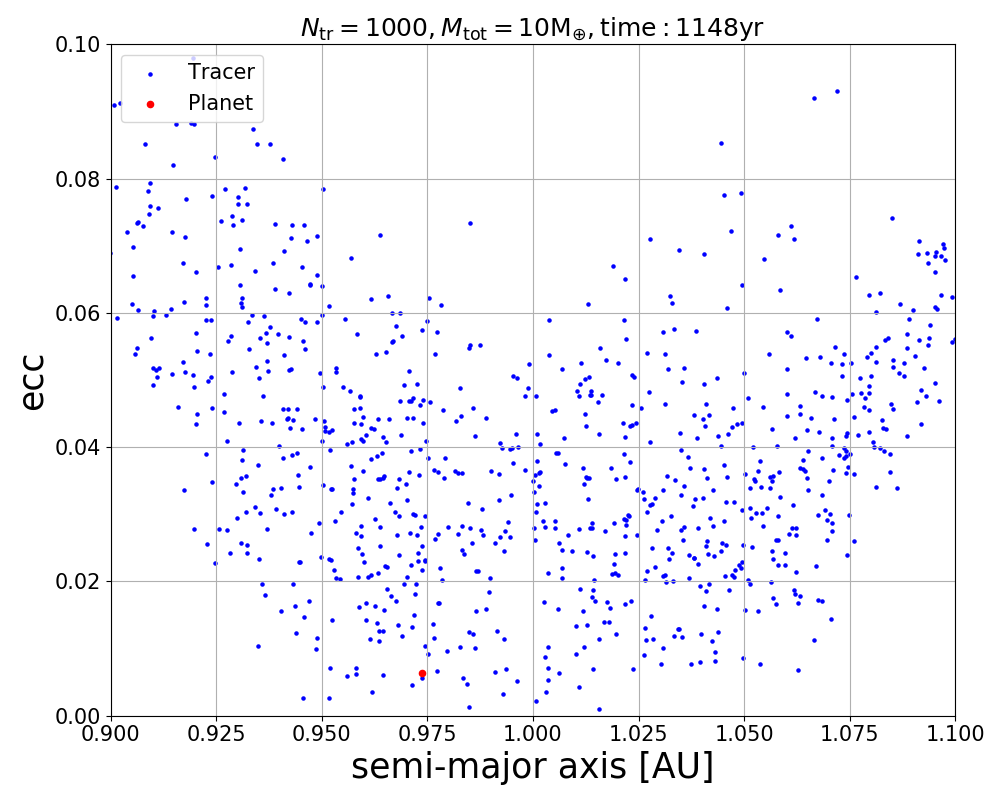 N_tr = 1000, M_tot = 10M_⊕, time : 1148yr
0.10
Tracer
Planet
0.08
0.06
ecc
0.04
0.02
0.00
0.900 0.925 0.950 0.975 1.000 1.025 1.050 1.075 1.100
semi-major axis [AU]